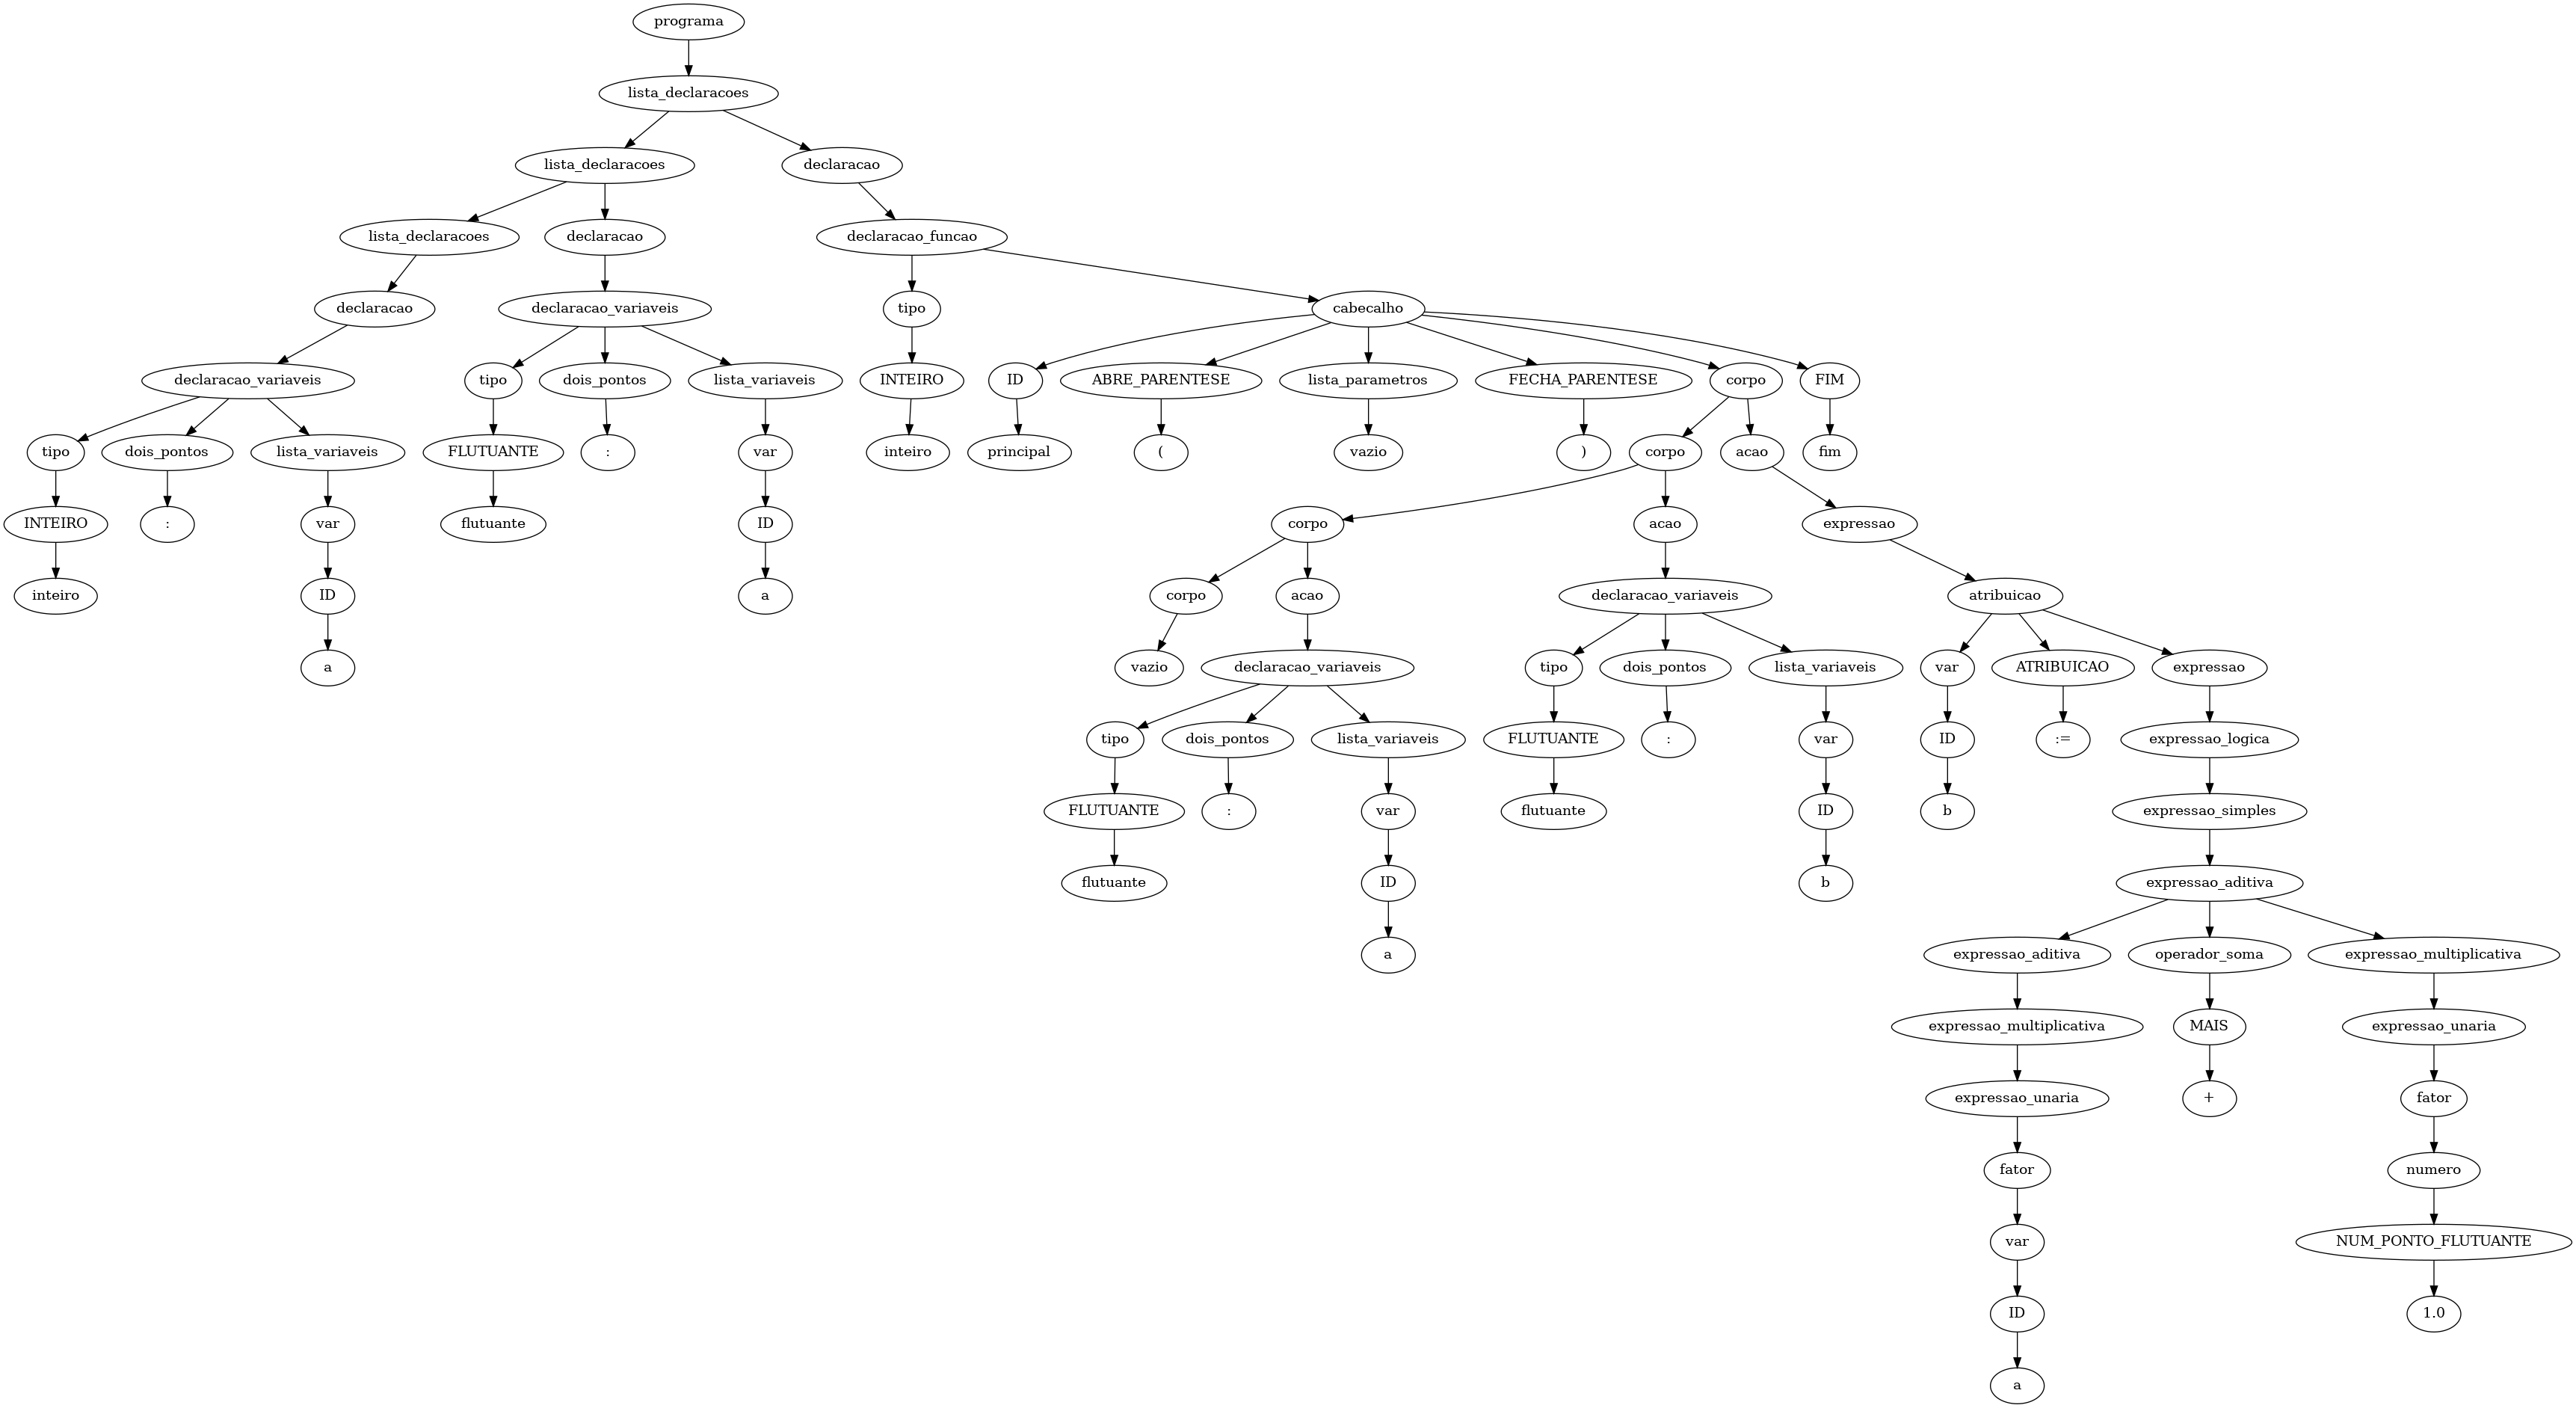 programa
lista_declaracoes
lista_declaracoes declaracao
lista_declaracoes declaracao declaracao_funcao
declaracao declaracao_variaveis tipo cabecalho
declaracao_variaveis tipo dois_pontos lista_variaveis INTEIRO ID ABRE_PARENTESE lista_parametros FECHA_PARENTESE corpo FIM
tipo dois_pontos lista_variaveis FLUTUANTE : var inteiro principal ( vazio ) corpo acao fim
INTEIRO : var flutuante ID corpo acao expressao
inteiro ID a corpo acao declaracao_variaveis atribuicao
a vazio declaracao_variaveis tipo dois_pontos lista_variaveis var ATRIBUICAO expressao
tipo dois_pontos lista_variaveis FLUTUANTE : var ID := expressao_logica
FLUTUANTE : var flutuante ID b expressao_simples
flutuante ID b expressao_aditiva
a expressao_aditiva operador_soma expressao_multiplicativa
expressao_multiplicativa MAIS expressao_unaria
expressao_unaria + fator
fator numero
var NUM_PONTO_FLUTUANTE
ID 1.0
a